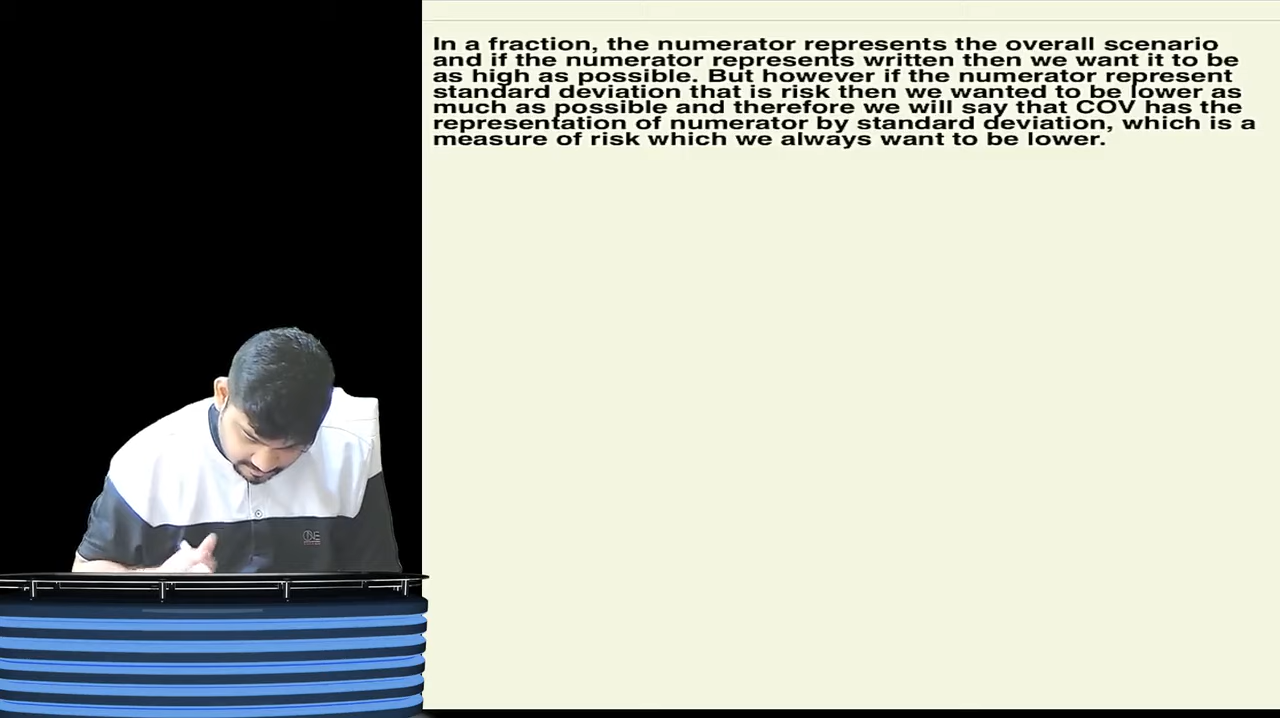 In a fraction, the numerator represents the overall scenario
and if the numerator represents written then we want it to be
as high as possible. But however if the numerator represent
standard deviation that is risk then we wanted to be lower as
much as possible and therefore we will say that COV has the
representation of numerator by standard deviation, which is a
measure of risk which we always want to be lower.